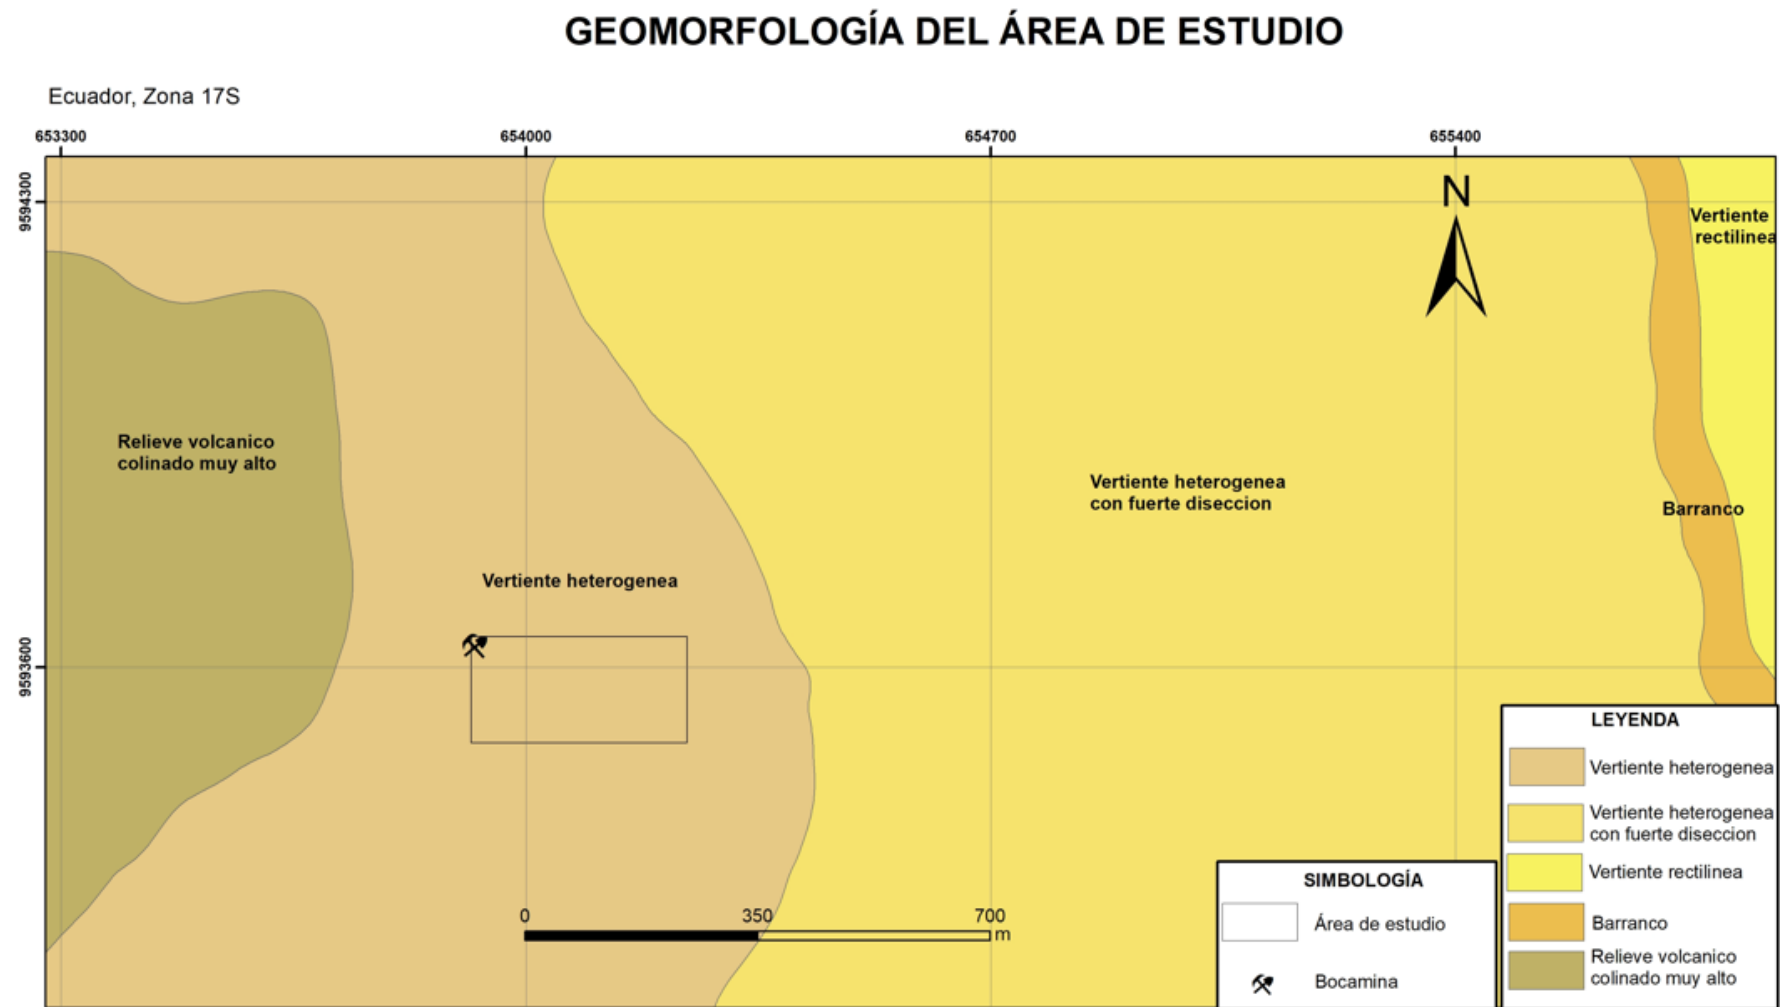 GEOMORFOLOGÍA DEL ÁREA DE ESTUDIO
Ecuador, Zona 17S
653300
654000
654700
655400
9594300
9593600
N
Vertiente
rectilinea
Relieve volcanico
colinado muy alto
Vertiente heterogenea
con fuerte diseccion
Barranco
Vertiente heterogenea
0
350
700
m
SIMBOLOGÍA
Área de estudio
Bocamina
LEYENDA
Vertiente heterogenea
Vertiente heterogenea
con fuerte diseccion
Vertiente rectilinea
Barranco
Relieve volcanico
colinado muy alto